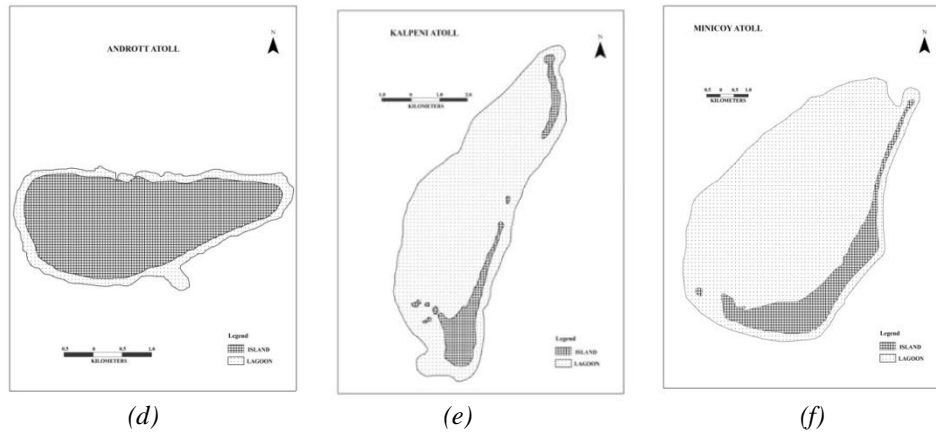 ANDROTT ATOLL
N
0.5 0 0.5 1.0
KILOMETERS
Legend
ISLAND
LAGOON
(d)
KALPENI ATOLL
N
1.0 0 1.0 2.0
KILOMETERS
Legend
ISLAND
LAGOON
(e)
MINICOY ATOLL
N
0.5 0 0.5 1.0
KILOMETERS
Legend
ISLAND
LAGOON
(f)